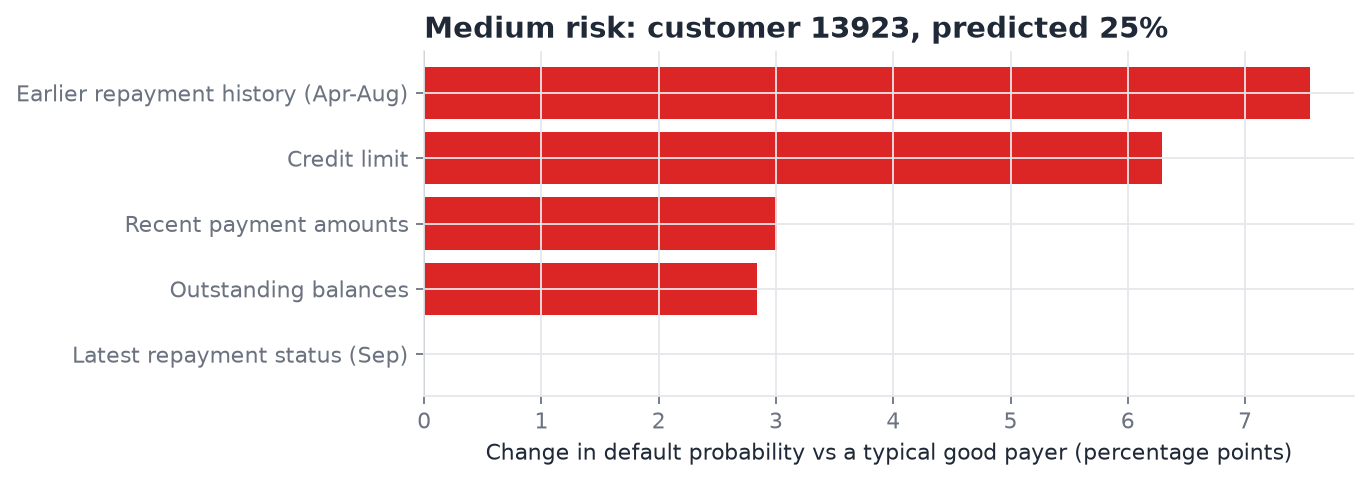 Medium risk: customer 13923, predicted 25%
Earlier repayment history (Apr-Aug)
Credit limit
Recent payment amounts
Outstanding balances
Latest repayment status (Sep)
0 1 2 3 4 5 6 7
Change in default probability vs a typical good payer (percentage points)